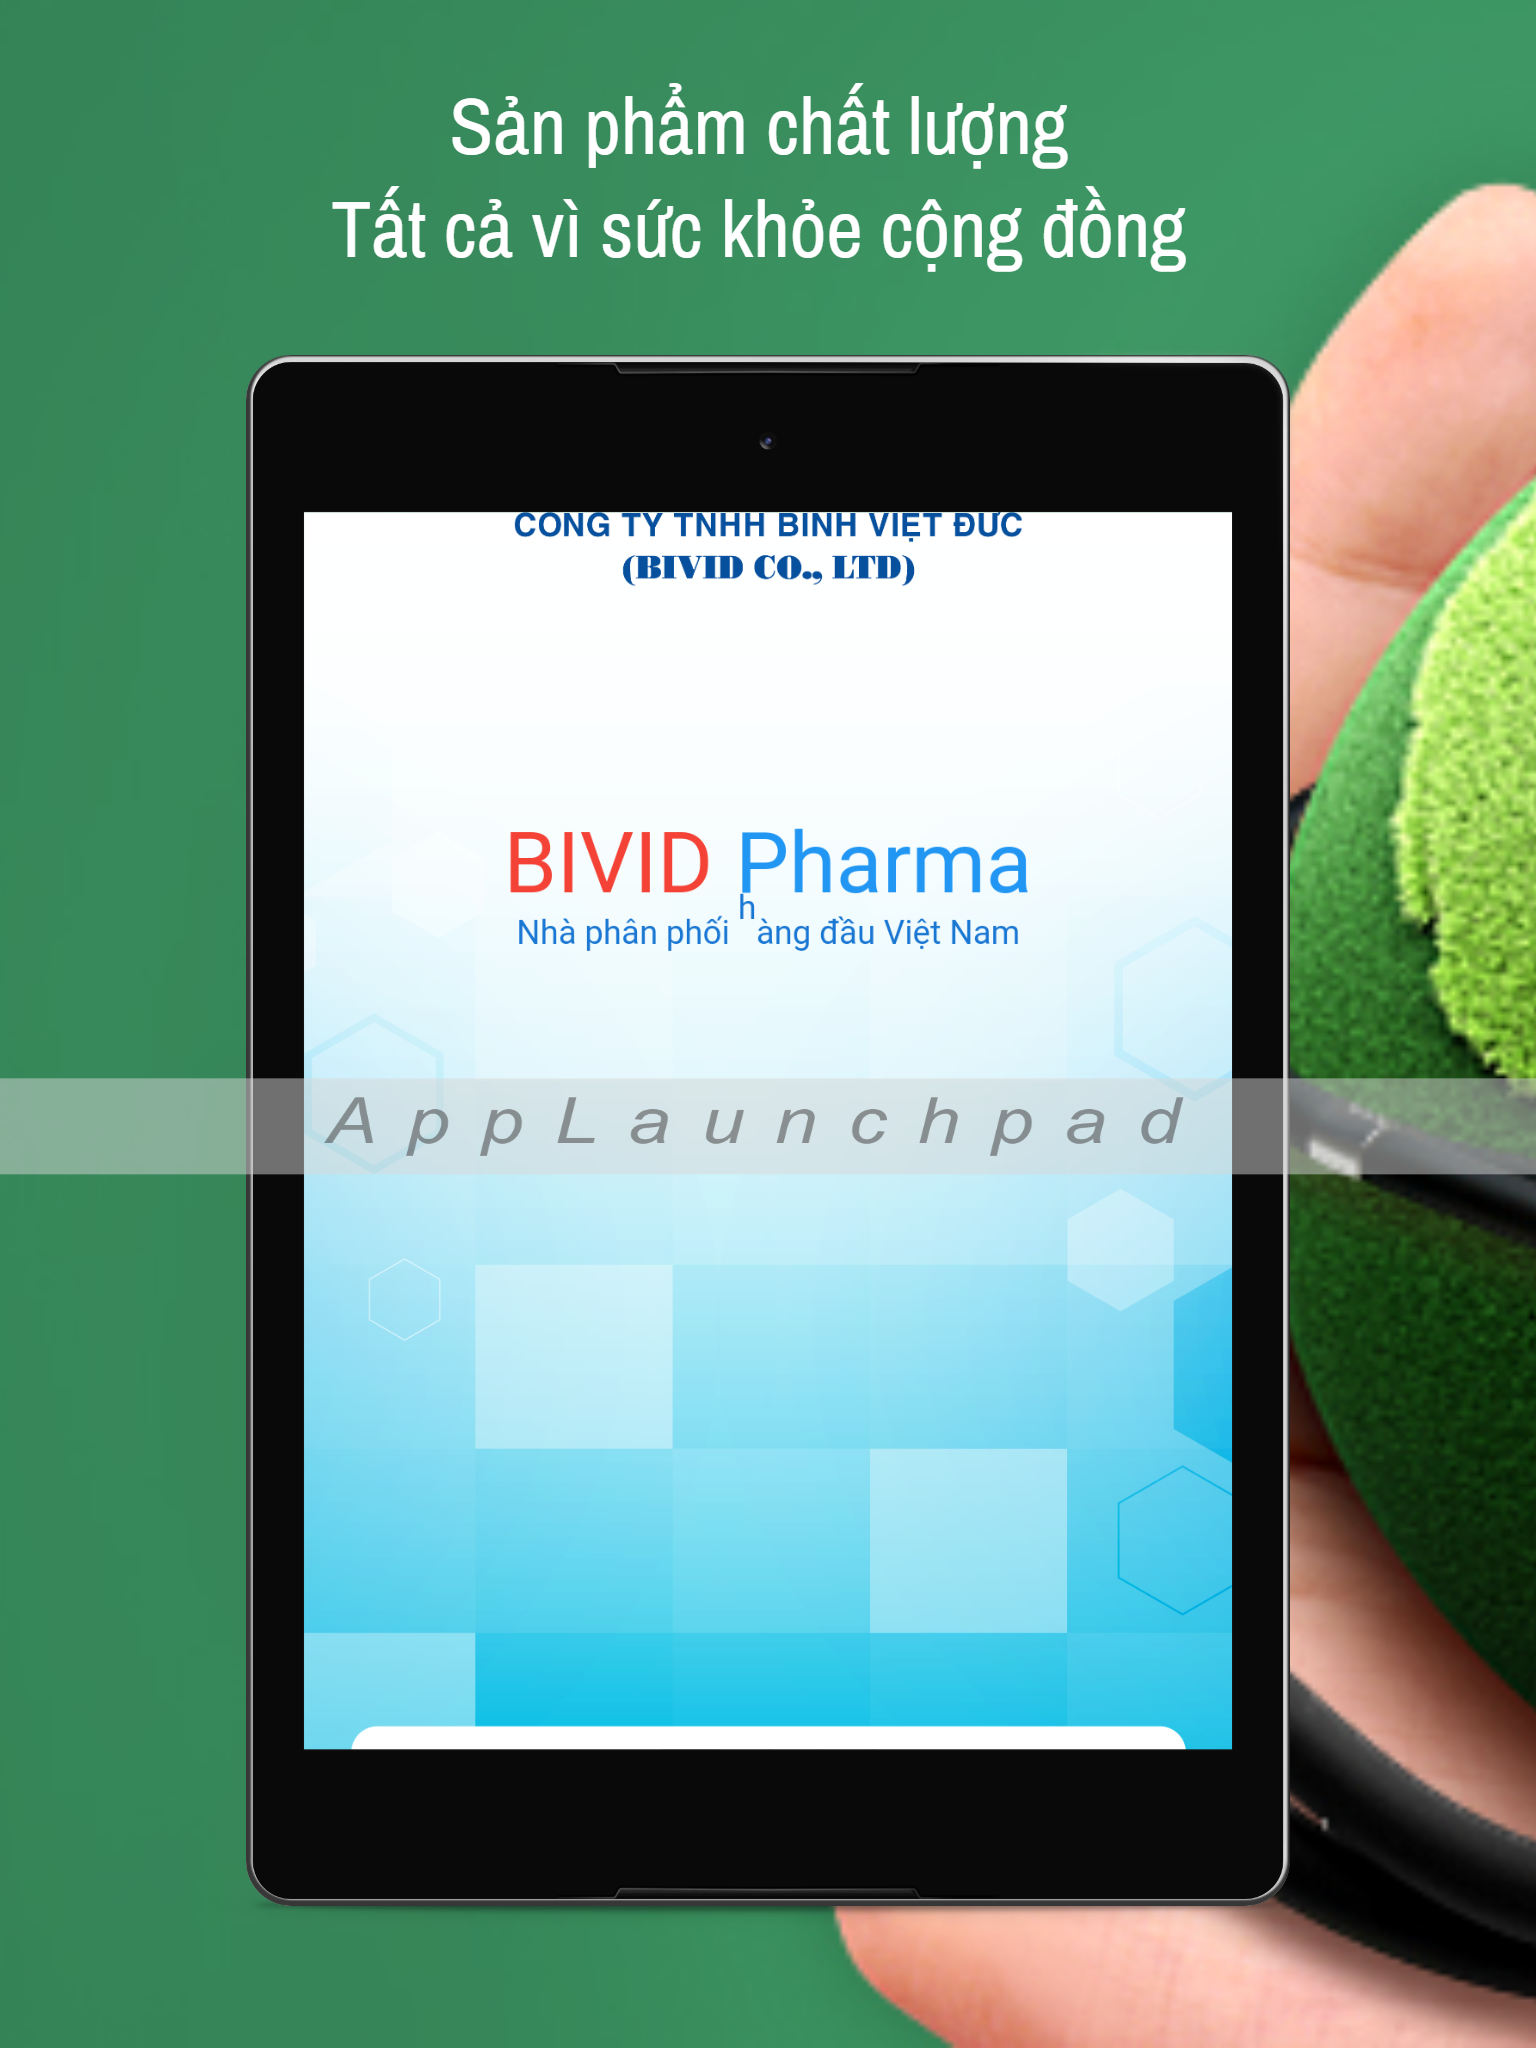 Sản phẩm chất lượng
Tất cả vì sức khỏe cộng đồng
CÔNG TY TNHH BÌNH VIỆT ĐỨC
(BIVID CO., LTD)
BIVID Pharma
Nhà phân phối hàng đầu Việt Nam
AppLaunchpad